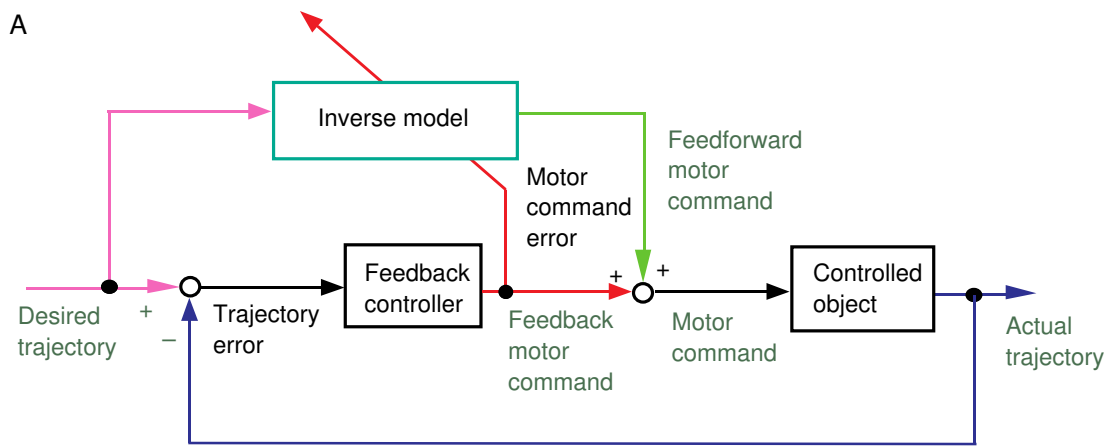 A
Inverse model
Feedforward
motor
command
Motor
command
error
Feedback
controller
Controlled
object
+
+
Desired
trajectory
+
−
Trajectory
error
Feedback
motor
command
Motor
command
Actual
trajectory